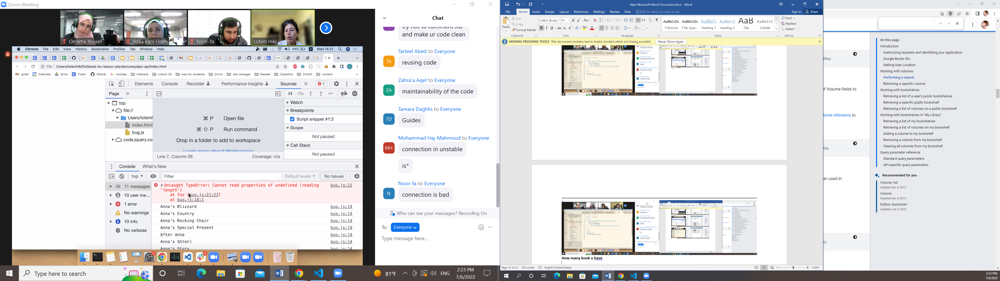 Zoom Meeting
Omama Yousef
Roaa Bani Odeh
Noor-fa
Lotem Hiki
Chrome File Edit View History Bookmarks Profiles Tab Window Help
94% Wed 14:21
File /Users/lotemhiki/fullstack-bc-lesson-plan/lectures/ajax-api/index.html
gmail Calendar Drive Codio GitHub monday fullstack cohort 23 mac for students מיונים Job manager Rawabi CyberArk לקוחות content
Elements Console Recorder Performance insights Sources 1
Page
top
file://
Users/lotemh
index.html
bug.js
code.jquery.co
⌘ P Open file
⌘ ⇧ P Run command
Drop in a folder to add to workspace
Learn more about Workspaces
Line 7, Column 26 Coverage: n/a
Watch
Breakpoints
Script snippet #1:2
Scope
Not paused
Call Stack
Not paused
Console What's New
top Filter Default levels No Issues
11 messages
10 user me...
1 error
No warnings
10 info
No verbose
Uncaught TypeError: Cannot read properties of undefined (reading bug.js:21
'length')
at foo (bug.js:21:23)
at bug.js:18:1
Anna's Blizzard bug.js:14
Anna's Country bug.js:14
Anna's Rocking Chair bug.js:14
Anna's Special Present bug.js:14
After Anna bug.js:14
Anna's Shtetl bug.js:14
Anna's Story bug.js:14
Chat
try not to comment XD
and make ur code clean
Tarteel Abed to Everyone
TA
reusing code
Zahra'a Aqel to Everyone
ZA
maintainability of the code
Tamara Daghlis to Everyone
TD
Guides
Mohammad Haj-Mahmoud to Everyone
MH
connection in unstable
is*
Noor-fa to Everyone
N
connection is bad
Who can see your messages? Recording On
To: Everyone
Type message here...
Type here to search
81°F ENG
2:23 PM
7/6/2022
New Microsoft Word Document.docx - Word
File Home Insert Design Layout References Mailings Review View Tell me what you want to do... Sign in Share
Paste
Cut
Copy
Format Painter
Clipboard
Calibri (Body) 10
Font
Paragraph
AaBbCcDc AaBbCcDc AaBbCc AaBbCcE AaB AaBbCcD
¶ Normal ¶ No Spac... Heading 1 Heading 2 Title Subtitle
Styles
Find
Replace
Select
Editing
MISSING PROOFING TOOLS This document contains text in Arabic (Jordan) which isn't being proofed. Never Show Again
How many book u have
Page 12 of 12 102 words English (United States) 120%
Key
of Volume fields to
ume reference to
Key
ter used in
ey
On this page
Introduction
Authorizing requests and identifying your application
Google Books IDs
Setting User Location
Working with volumes
Performing a search
Retrieving a specific volume
Working with bookshelves
Retrieving a list of a user's public bookshelves
Retrieving a specific public bookshelf
Retrieving a list of volumes on a public bookshelf
Working with bookshelves in "My Library"
Retrieving a list of my bookshelves
Retrieving a list of volumes on my bookshelf
Adding a volume to my bookshelf
Removing a volume from my bookshelf
Clearing all volumes from my bookshelf
Query parameter reference
Standard query parameters
API-specific query parameters
Recommended for you
Volume: list
Updated Apr 4, 2012
Volume
Updated Apr 4, 2012
Python Quickstart
Updated Jun 9, 2022
2:23 PM
7/6/2022